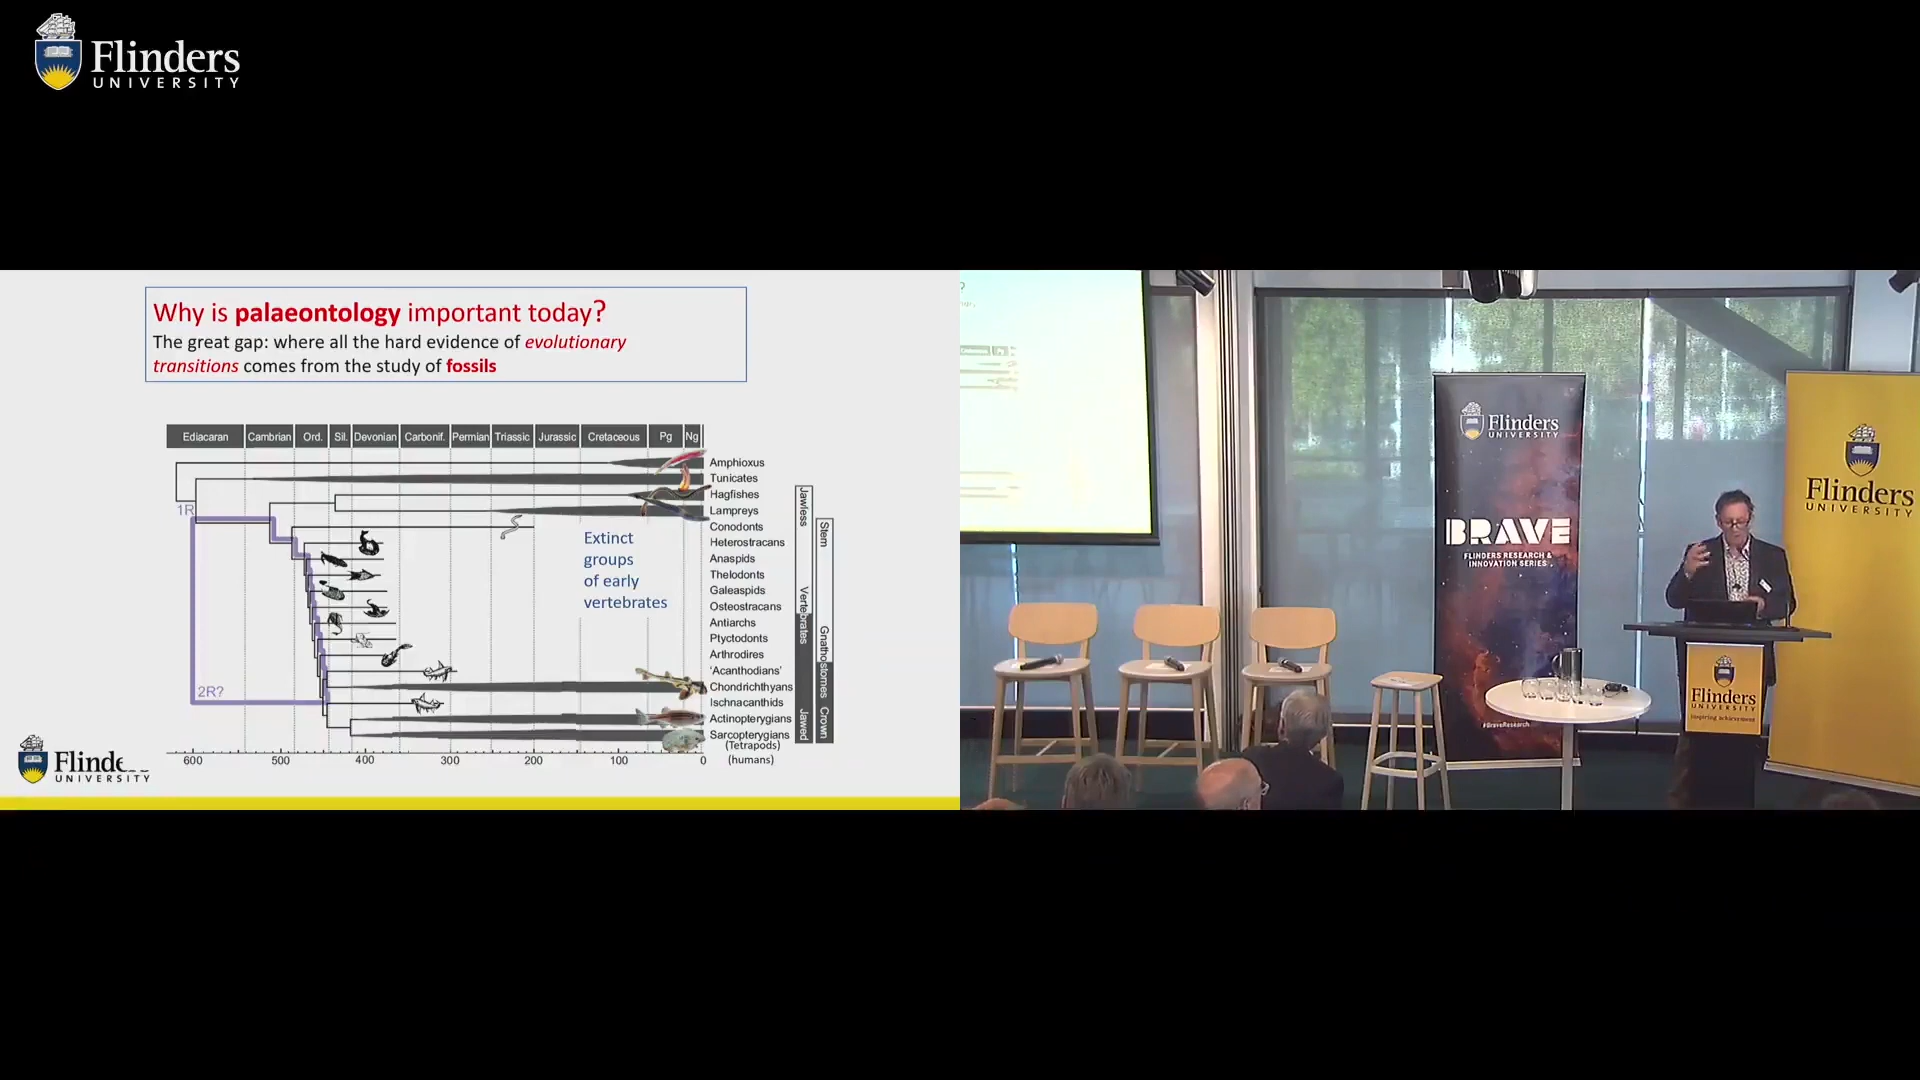 Flinders
UNIVERSITY
Why is palaeontology important today?
The great gap: where all the hard evidence of evolutionary
transitions comes from the study of fossils
Ediacaran
Cambrian
Ord.
Sil.
Devonian
Carbonif.
Permian
Triassic
Jurassic
Cretaceous
Pg
Ng
Amphioxus
Tunicates
Hagfishes
Lampreys
Conodonts
Heterostracans
Anaspids
Thelodonts
Galeaspids
Osteostracans
Antiarchs
Ptyctodonts
Arthrodires
'Acanthodians'
Chondrichthyans
Ischnacanthids
Actinopterygians
Sarcopterygians
(Tetrapods)
(humans)
1R
2R?
Extinct
groups
of early
vertebrates
Jawless
Vertebrates
Jawed
Stem
Gnathostomes
Crown
600
500
400
300
200
100
0
Flinde
UNIVERSITY
Flinders
UNIVERSITY
BRAVE
FLINDERS RESEARCH &
INNOVATION SERIES
#BraveResearch
Flinders
UNIVERSITY
inspiring achievement
Flinders
UNIVERSITY